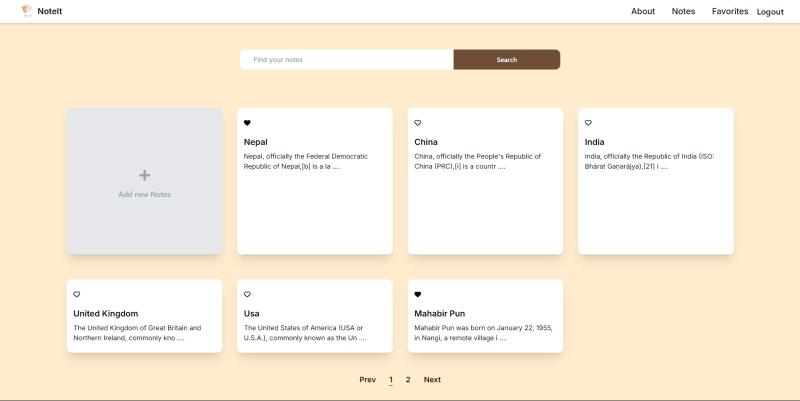 NoteIt
About Notes Favorites Logout
Find your notes Search
Add new Notes
Nepal
Nepal, officially the Federal Democratic
Republic of Nepal,[b] is a la ....
China
China, officially the People's Republic of
China (PRC),[i] is a countr ....
India
India, officially the Republic of India (ISO:
Bhārat Gaṇarājya),[21] i ....
United Kingdom
The United Kingdom of Great Britain and
Northern Ireland, commonly kno ....
Usa
The United States of America (USA or
U.S.A.), commonly known as the Un ....
Mahabir Pun
Mahabir Pun was born on January 22, 1955,
in Nangi, a remote village i ....
Prev 1 2 Next